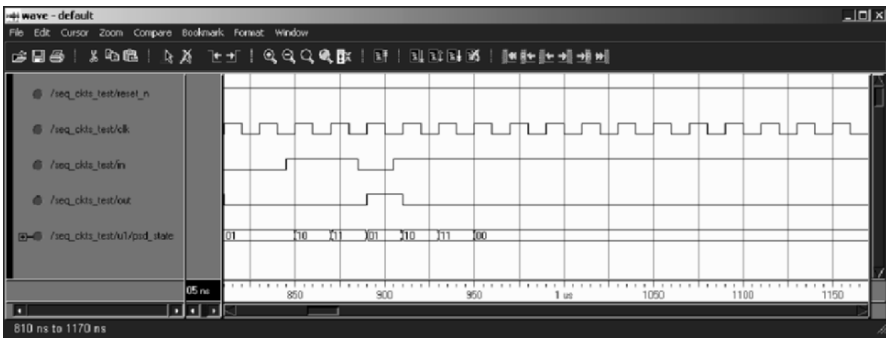 wave - default
File Edit Cursor Zoom Compare Bookmark Format Window
/seq_ckts_test/reset_n
/seq_ckts_test/clk
/seq_ckts_test/in
/seq_ckts_test/out
/seq_ckts_test/u1/psd_state 01 10 11 01 10 11 00
05 ns 850 900 950 1 us 1050 1100 1150
810 ns to 1170 ns